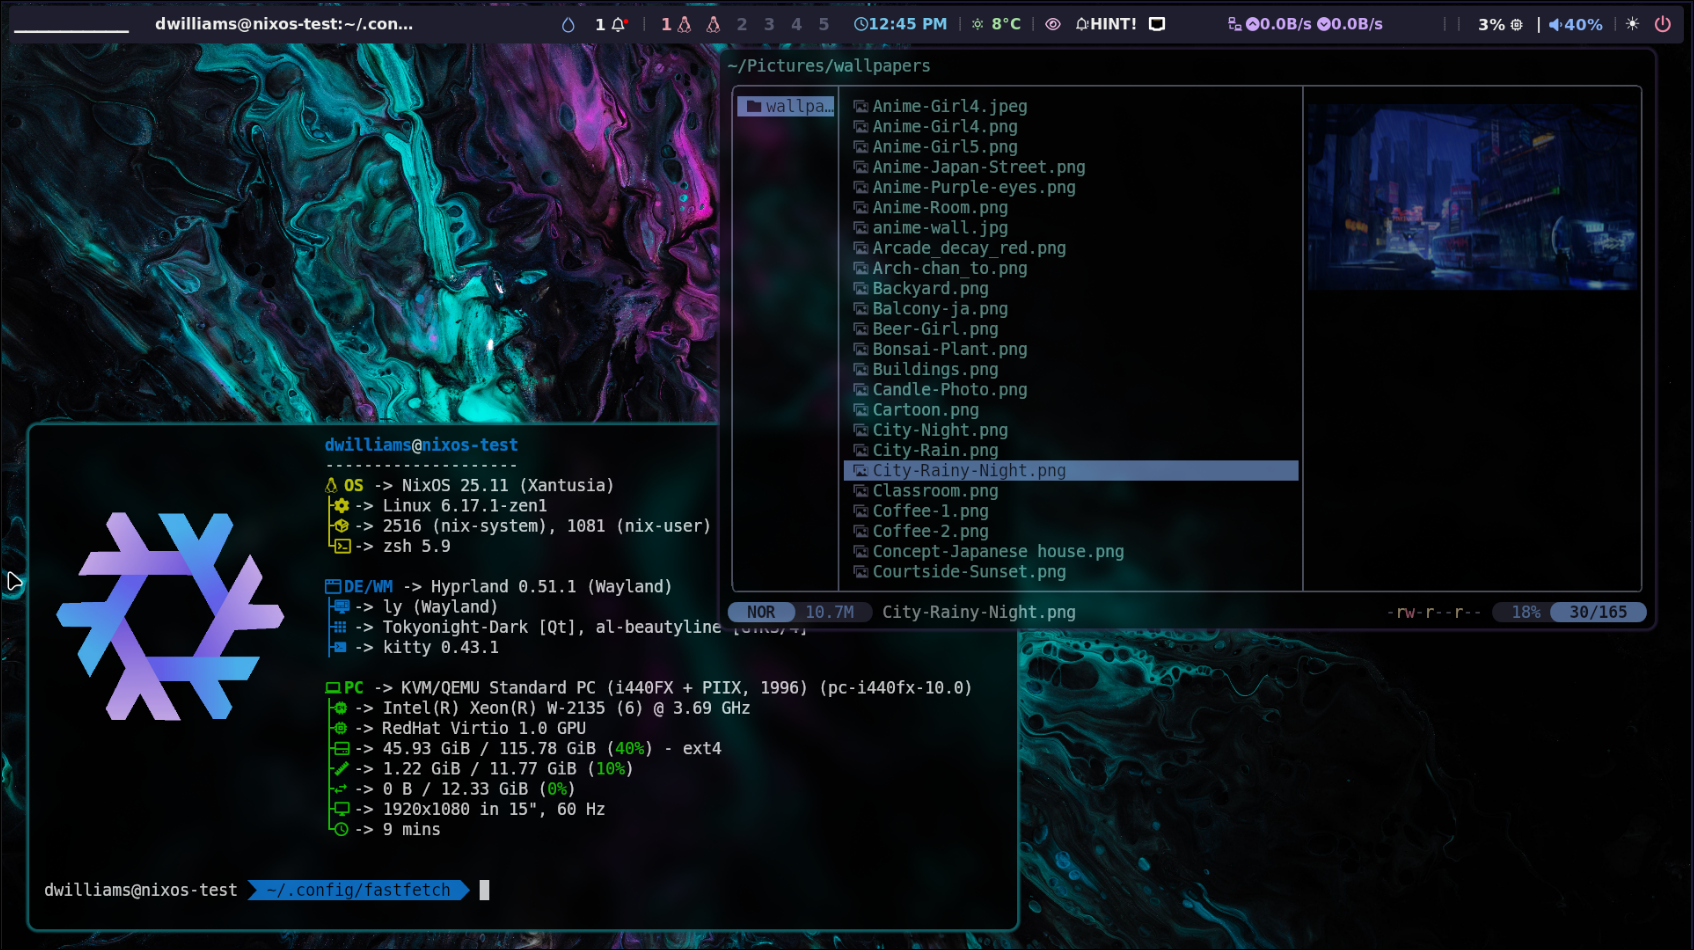 dwilliams@nixos-test:~/.con...
1
1
2
3
4
5
12:45 PM
8°C
HINT!
0.0B/s 0.0B/s
3%
40%
~/Pictures/wallpapers
wallpa…
Anime-Girl4.jpeg
Anime-Girl4.png
Anime-Girl5.png
Anime-Japan-Street.png
Anime-Purple-eyes.png
Anime-Room.png
anime-wall.jpg
Arcade_decay_red.png
Arch-chan_to.png
Backyard.png
Balcony-ja.png
Beer-Girl.png
Bonsai-Plant.png
Buildings.png
Candle-Photo.png
Cartoon.png
City-Night.png
City-Rain.png
City-Rainy-Night.png
Classroom.png
Coffee-1.png
Coffee-2.png
Concept-Japanese house.png
Courtside-Sunset.png
NOR 10.7M City-Rainy-Night.png -rw-r--r-- 18% 30/165
dwilliams@nixos-test
--------------------
OS -> NixOS 25.11 (Xantusia)
-> Linux 6.17.1-zen1
-> 2516 (nix-system), 1081 (nix-user)
-> zsh 5.9
DE/WM -> Hyprland 0.51.1 (Wayland)
-> ly (Wayland)
-> Tokyonight-Dark [Qt], al-beautyline [GTK3/4]
-> kitty 0.43.1
PC -> KVM/QEMU Standard PC (i440FX + PIIX, 1996) (pc-i440fx-10.0)
-> Intel(R) Xeon(R) W-2135 (6) @ 3.69 GHz
-> RedHat Virtio 1.0 GPU
-> 45.93 GiB / 115.78 GiB (40%) - ext4
-> 1.22 GiB / 11.77 GiB (10%)
-> 0 B / 12.33 GiB (0%)
-> 1920x1080 in 15", 60 Hz
-> 9 mins
dwilliams@nixos-test ~/.config/fastfetch